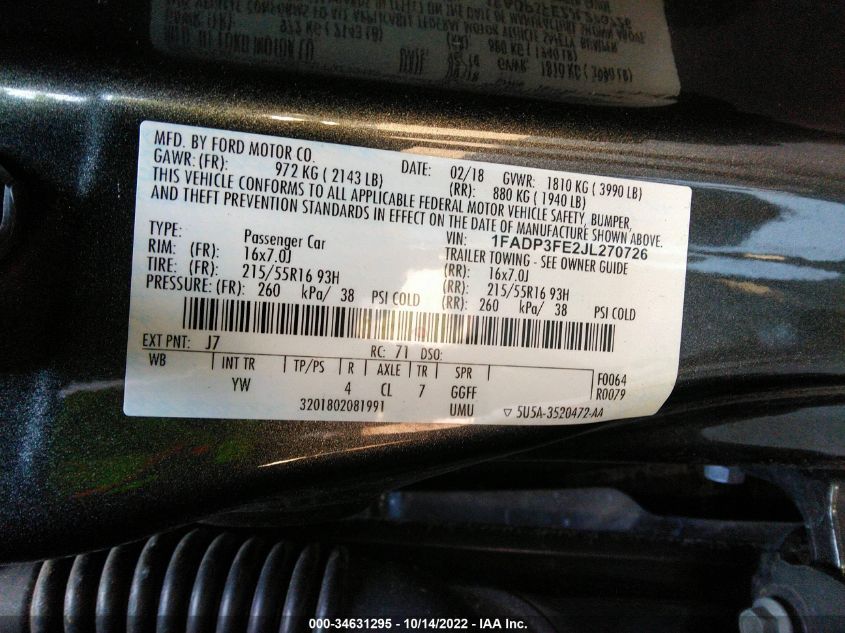 MFD. BY FORD MOTOR CO.
DATE: 02/18 GVWR: 1810 KG ( 3990 LB)
GAWR: (FR): 972 KG ( 2143 LB) (RR): 880 KG ( 1940 LB)
THIS VEHICLE CONFORMS TO ALL APPLICABLE FEDERAL MOTOR VEHICLE SAFETY, BUMPER,
AND THEFT PREVENTION STANDARDS IN EFFECT ON THE DATE OF MANUFACTURE SHOWN ABOVE.
VIN: 1FADP3FE2JL270726
TYPE: Passenger Car TRAILER TOWING - SEE OWNER GUIDE
RIM: (FR): 16x7.0J (RR): 16x7.0J
TIRE: (FR): 215/55R16 93H (RR): 215/55R16 93H
PRESSURE: (FR): 260 kPa/ 38 PSI COLD (RR): 260 kPa/ 38 PSI COLD
EXT PNT: J7 RC: 71 DSO:
WB INT TR TP/PS R AXLE TR SPR F0064
YW 4 CL 7 GGFF R0079
3201802081991 UMU ▽ 5U5A-3520472-AA
000-34631295 - 10/14/2022 - IAA Inc.